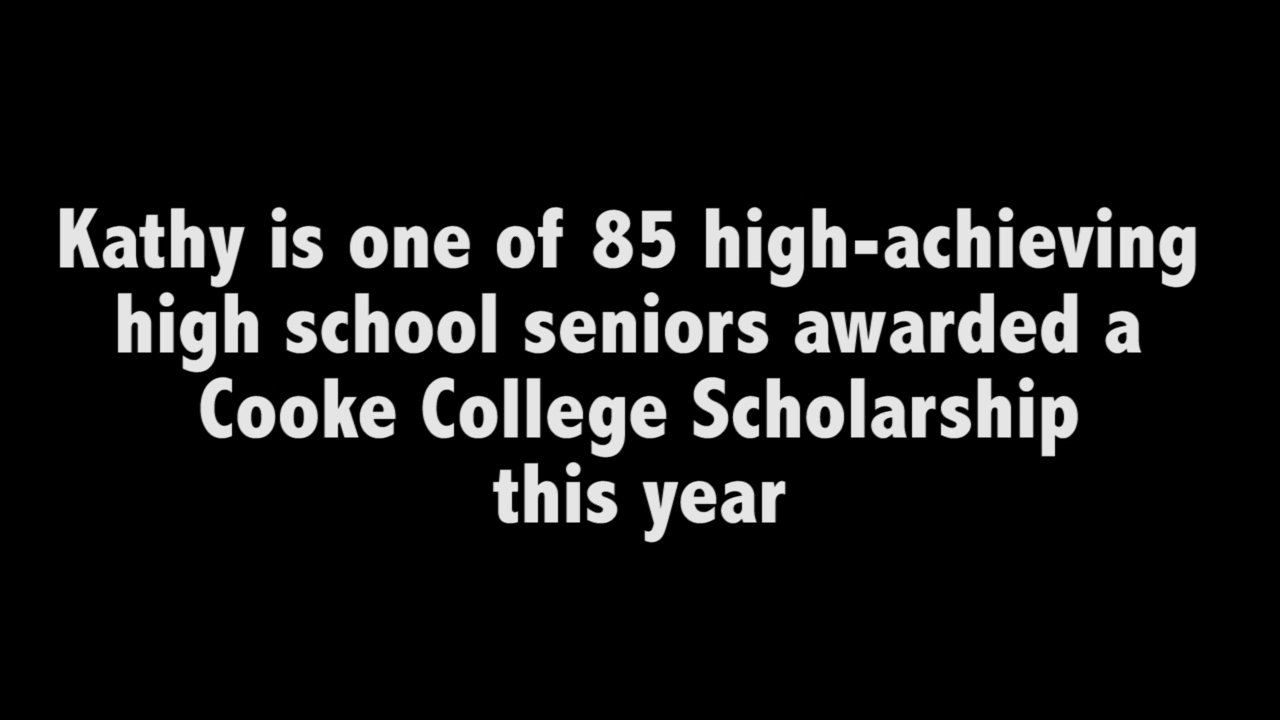 Kathy is one of 85 high-achieving
high school seniors awarded a
Cooke College Scholarship
this year